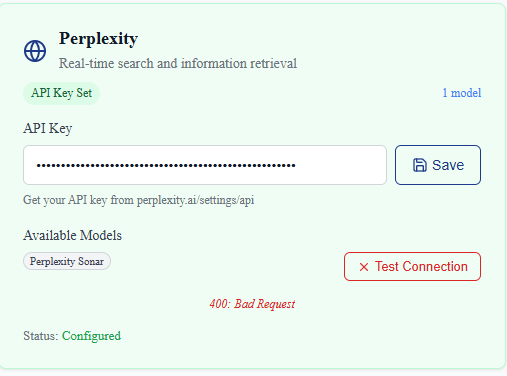 Perplexity
Real-time search and information retrieval
API Key Set
1 model
API Key
Save
Get your API key from perplexity.ai/settings/api
Available Models
Perplexity Sonar
Test Connection
400: Bad Request
Status: Configured